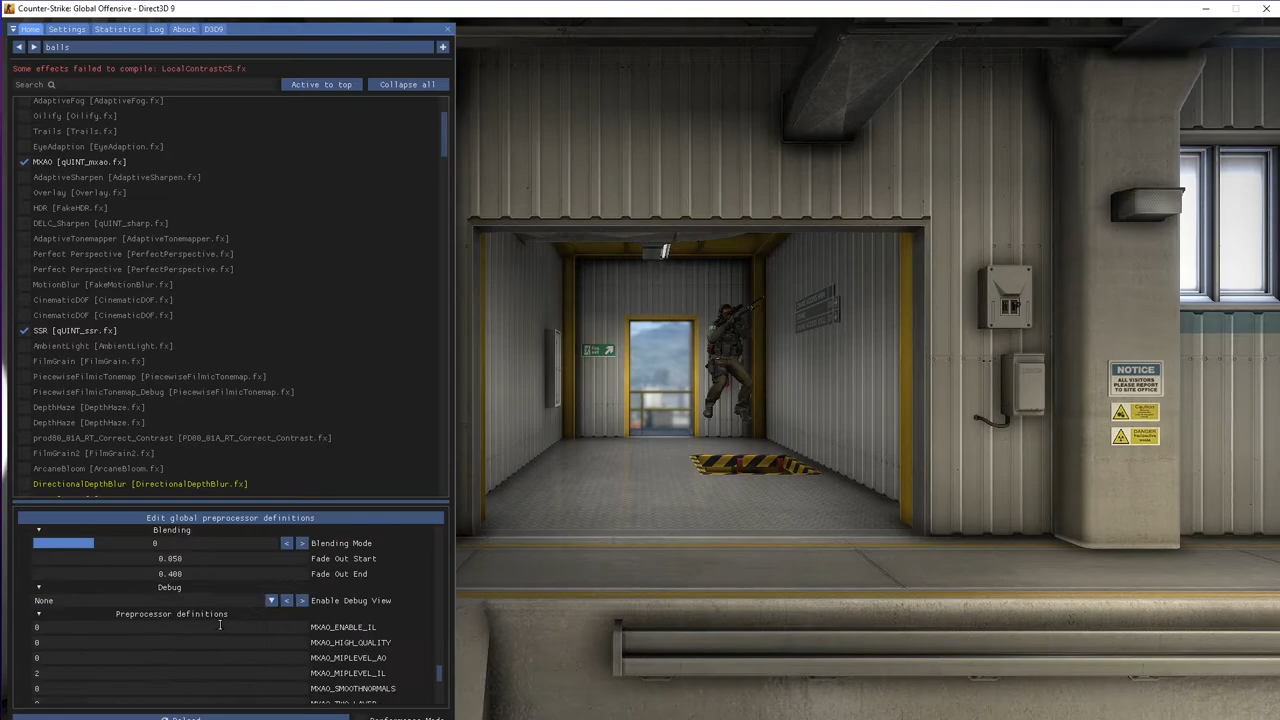 Counter-Strike: Global Offensive - Direct3D 9
Home Settings Statistics Log About D3D9
balls
Some effects failed to compile: LocalContrastCS.fx
Search Active to top Collapse all
AdaptiveFog [AdaptiveFog.fx]
Oilify [Oilify.fx]
Trails [Trails.fx]
EyeAdaption [EyeAdaption.fx]
MXAO [qUINT_mxao.fx]
AdaptiveSharpen [AdaptiveSharpen.fx]
Overlay [Overlay.fx]
HDR [FakeHDR.fx]
DELC_Sharpen [qUINT_sharp.fx]
AdaptiveTonemapper [AdaptiveTonemapper.fx]
Perfect Perspective [PerfectPerspective.fx]
Perfect Perspective [PerfectPerspective.fx]
MotionBlur [FakeMotionBlur.fx]
CinematicDOF [CinematicDOF.fx]
CinematicDOF [CinematicDOF.fx]
SSR [qUINT_ssr.fx]
AmbientLight [AmbientLight.fx]
FilmGrain [FilmGrain.fx]
PiecewiseFilmicTonemap [PiecewiseFilmicTonemap.fx]
PiecewiseFilmicTonemap_Debug [PiecewiseFilmicTonemap.fx]
DepthHaze [DepthHaze.fx]
DepthHaze [DepthHaze.fx]
prod80_01A_RT_Correct_Contrast [PD80_01A_RT_Correct_Contrast.fx]
FilmGrain2 [FilmGrain2.fx]
ArcaneBloom [ArcaneBloom.fx]
DirectionalDepthBlur [DirectionalDepthBlur.fx]
Edit global preprocessor definitions
Blending
0 < > Blending Mode
0.050 Fade Out Start
0.400 Fade Out End
Debug
None < > Enable Debug View
Preprocessor definitions
0 MXAO_ENABLE_IL
0 MXAO_HIGH_QUALITY
0 MXAO_MIPLEVEL_AO
2 MXAO_MIPLEVEL_IL
0 MXAO_SMOOTHNORMALS
0 MXAO_TWO_LAYER
Reload Performance Mode
NOTICE
ALL VISITORS
PLEASE REPORT
TO SITE OFFICE
Caution
DANGER